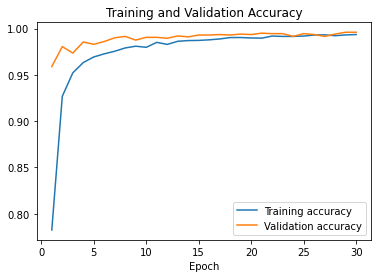 Training and Validation Accuracy
1.00
0.95
0.90
0.85
0.80
0 5 10 15 20 25 30
Epoch
Training accuracy
Validation accuracy